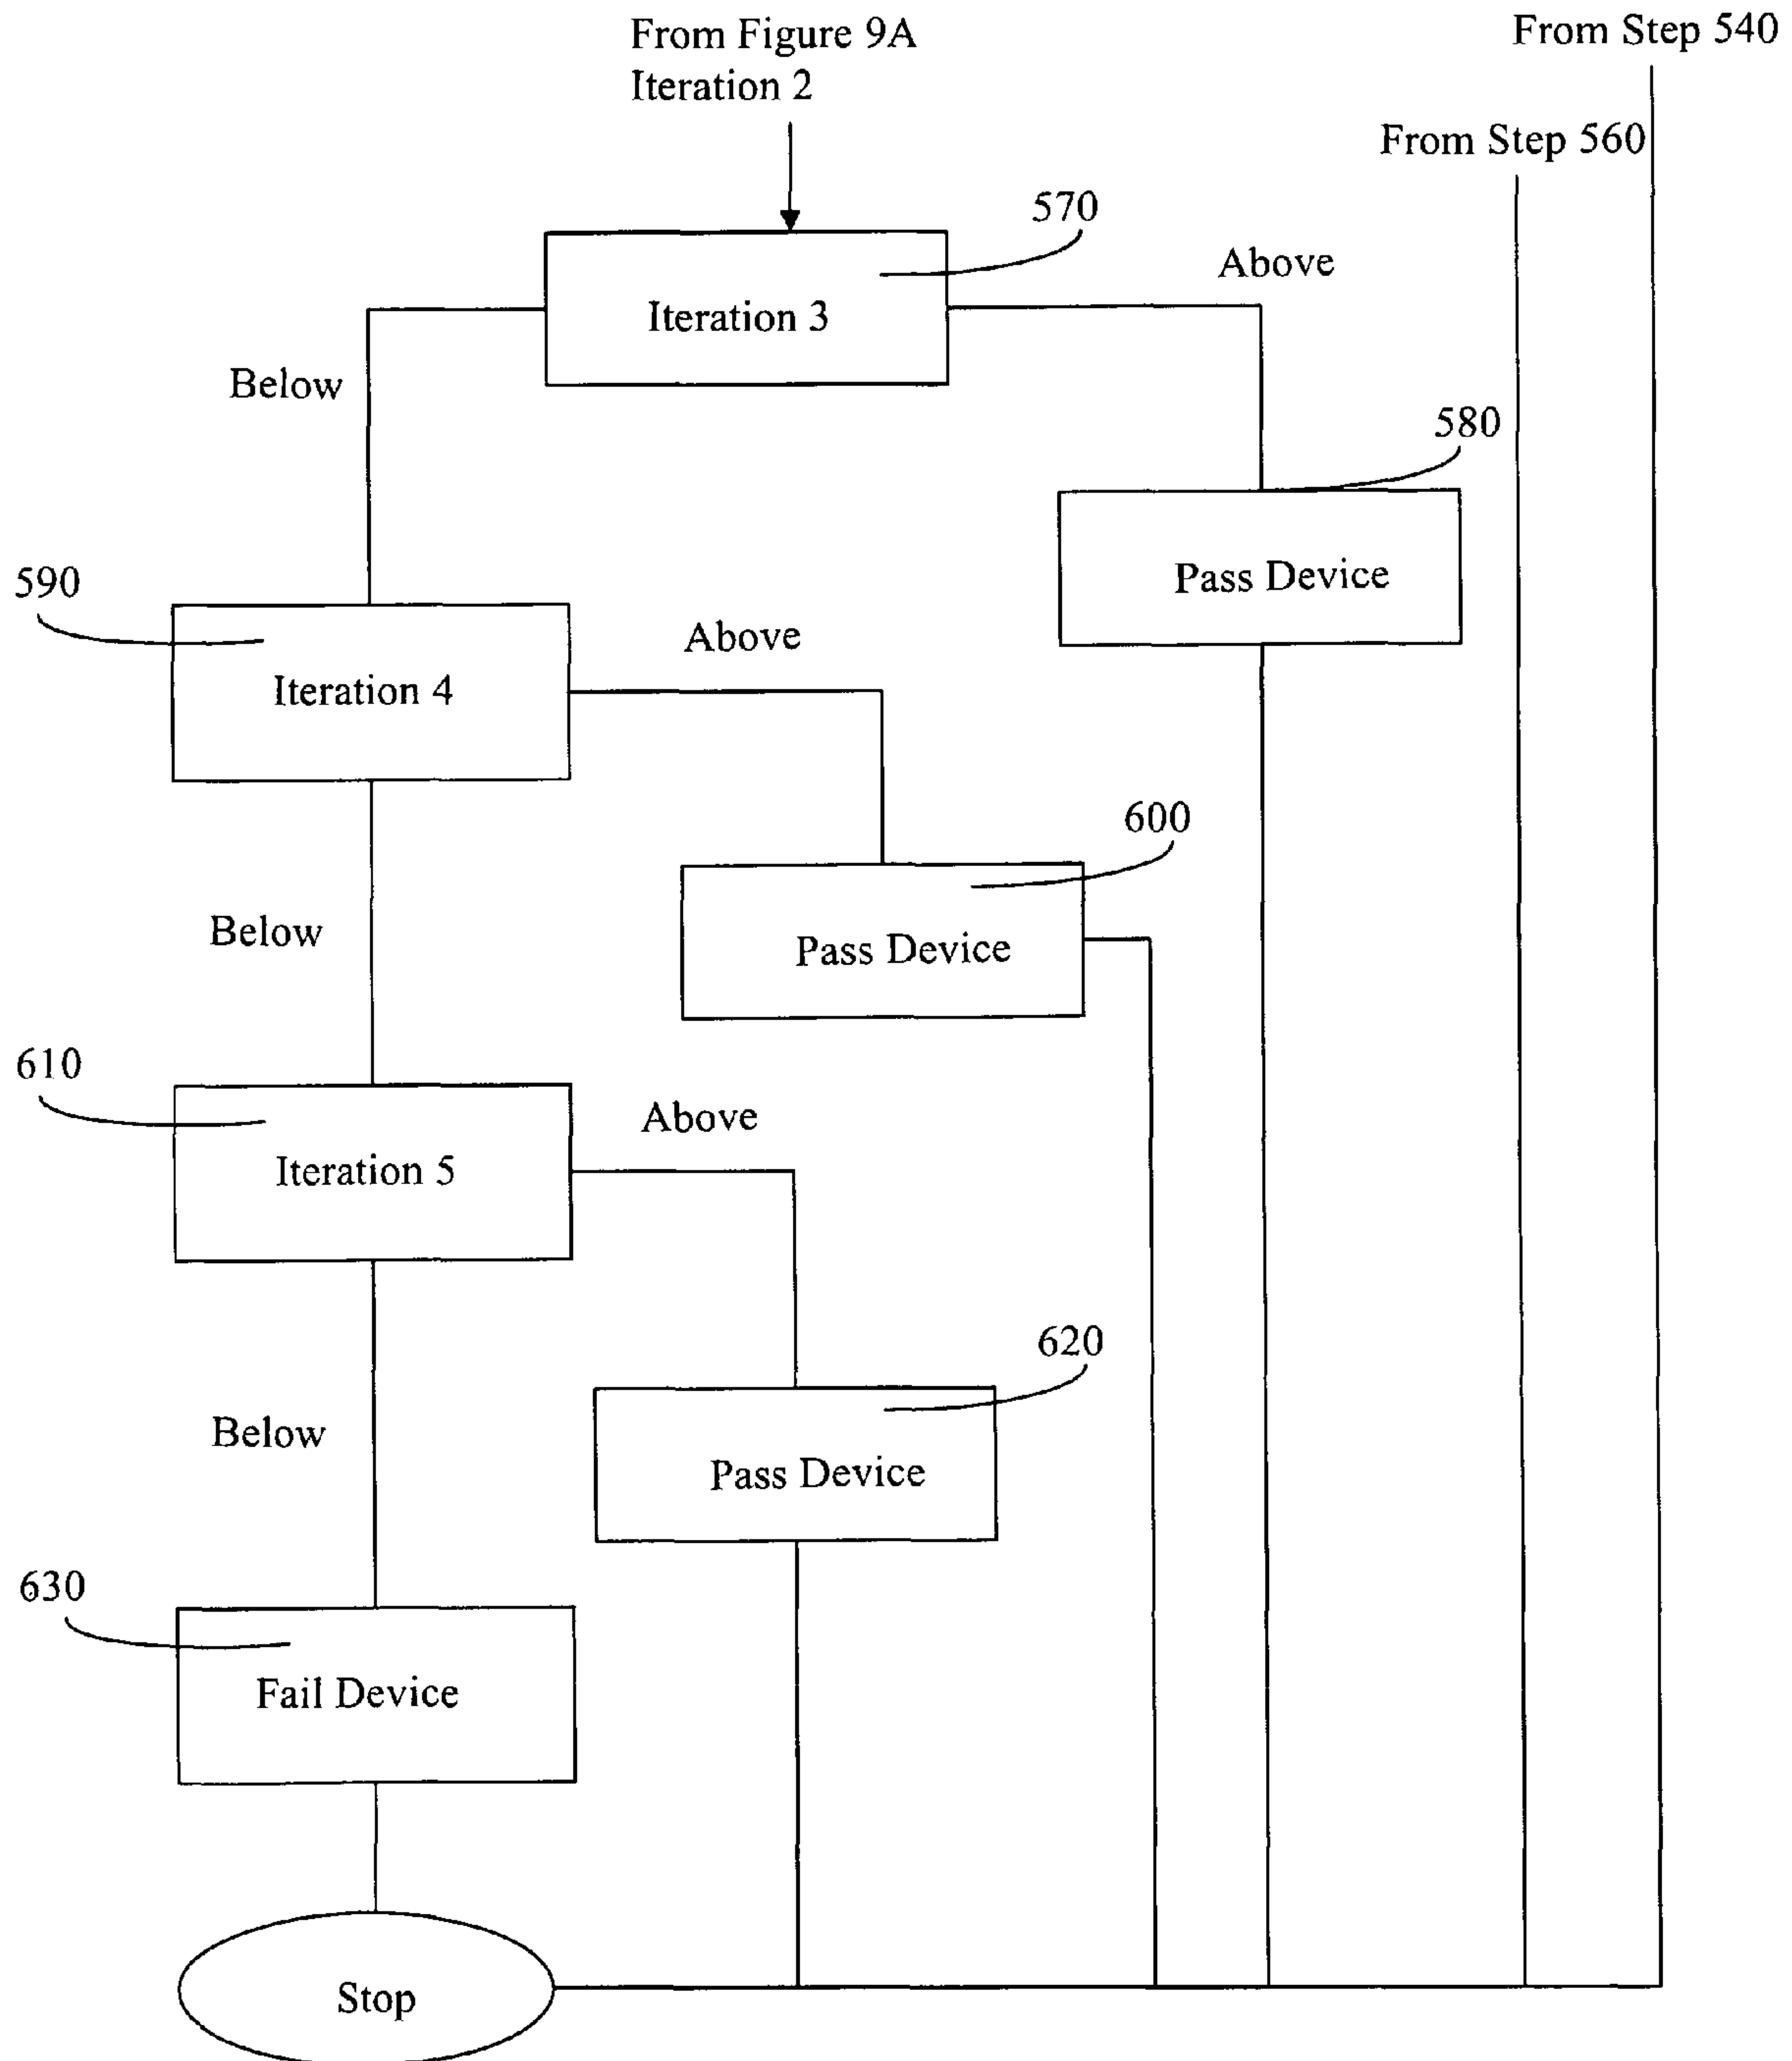 From Step 540
From Figure 9A
Iteration 2
From Step 560
570
Above
Iteration 3
Below
580
Pass Device
590
Above
Iteration 4
600
Below
Pass Device
610
Above
Iteration 5
620
Below
Pass Device
630
Fail Device
Stop